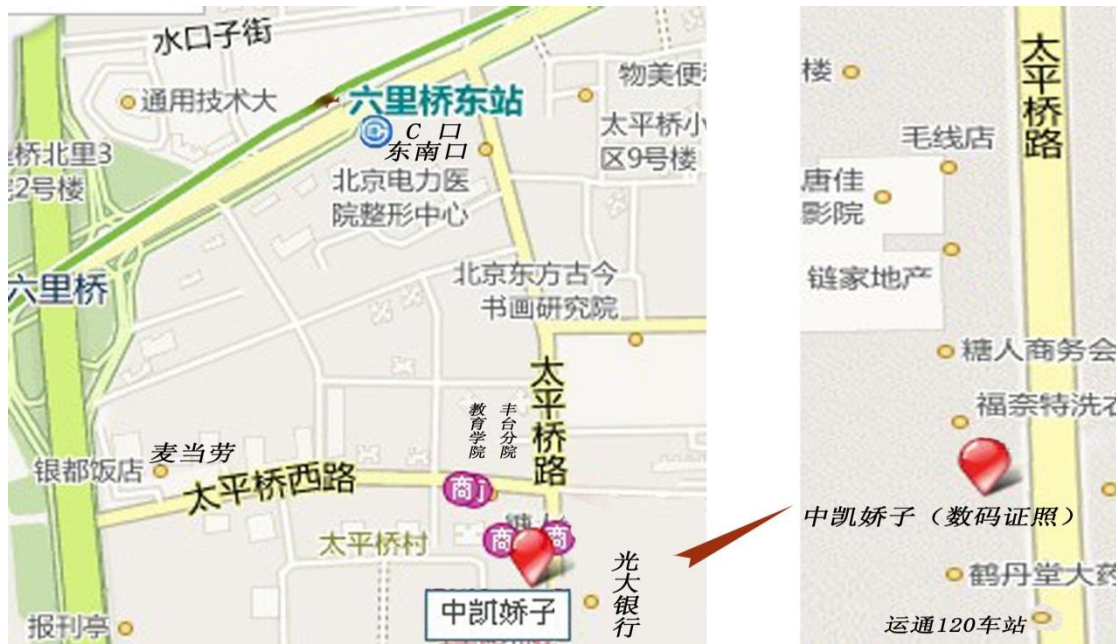 水口子街
通用技术大
六里桥东站
C 口
东南口
物美便
太平桥小
区9号楼
桥北里3
2号楼
北京电力医
院整形中心
六里桥
北京东方古今
书画研究院
太平桥路
教育学院
丰台分院
麦当劳
银都饭店
太平桥西路
商
太平桥村
商
商
中凯娇子
光大银行
报刊亭
太平桥路
楼
毛线店
唐佳
影院
链家地产
糖人商务会
福奈特洗衣
中凯娇子(数码证照)
鹤丹堂大药
运通120车站